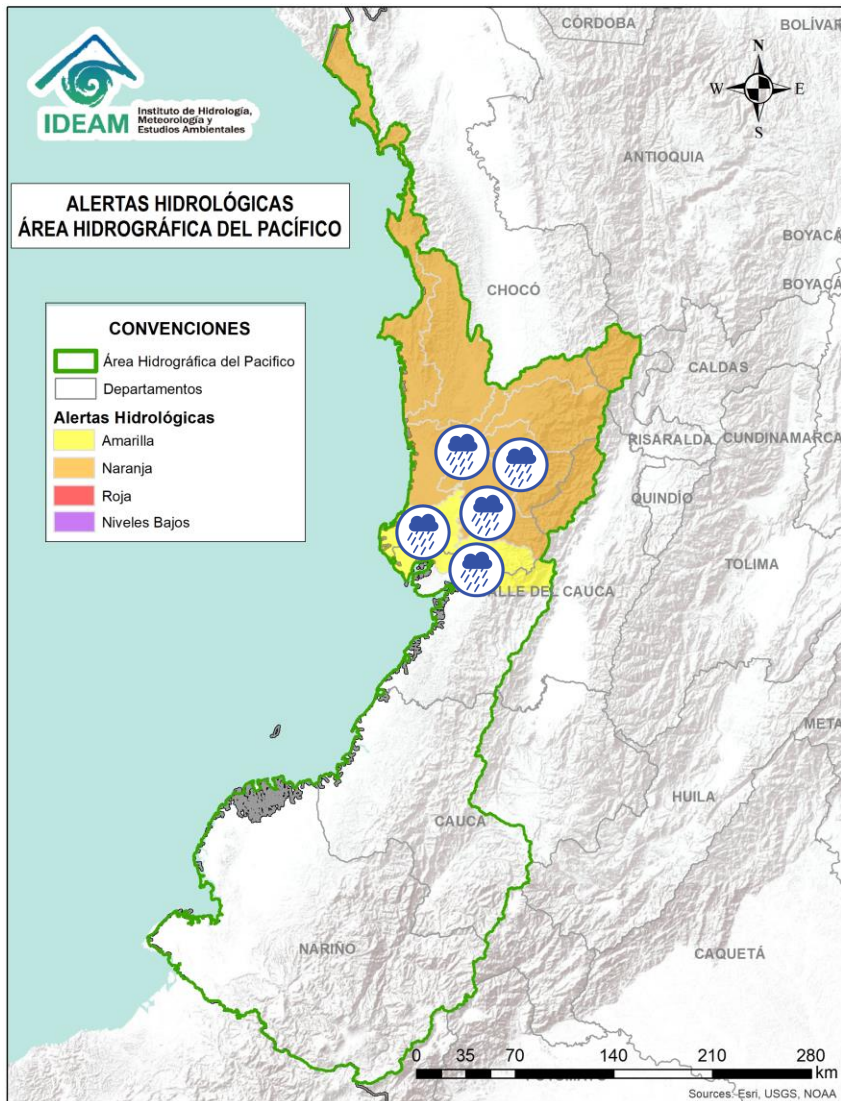 CÓRDOBA
BOLÍVAR
IDEAM
Instituto de Hidrología,
Meteorología y
Estudios Ambientales
N
W
E
S
ANTIOQUIA
ALERTAS HIDROLÓGICAS
ÁREA HIDROGRÁFICA DEL PACÍFICO
BOYACÁ
BOYACÁ
CHOCÓ
CONVENCIONES
Área Hidrográfica del Pacifico
Departamentos
Alertas Hidrológicas
Amarilla
Naranja
Roja
Niveles Bajos
CALDAS
RISARALDA
CUNDINAMARCA
QUINDÍO
TOLIMA
ALLE DEL CAUCA
META
HUILA
CAUCA
NARIÑO
CAQUETÁ
0 35 70 140 210 280
km
Sources: Esri, USGS, NOAA